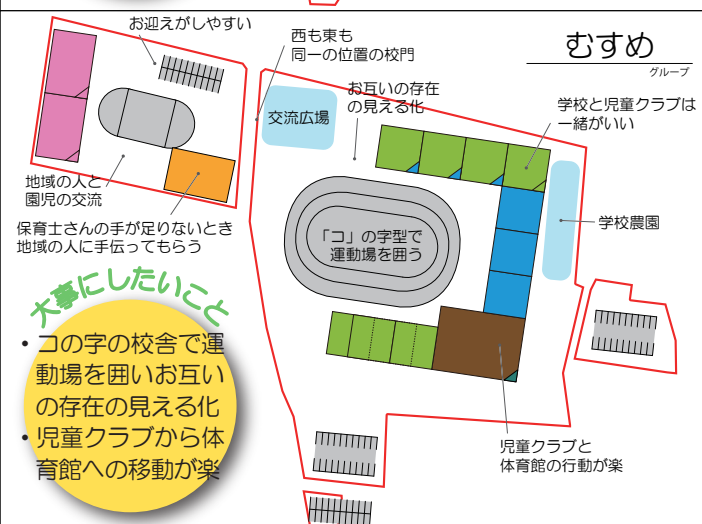 むすめ
グループ
お迎えがしやすい
西も東も
同一の位置の校門
お互いの存在
の見える化
学校と児童クラブは
一緒がいい
交流広場
地域の人と
園児の交流
保育士さんの手が足りないとき
地域の人に手伝ってもらう
「コ」の字型で
運動場を囲う
学校農園
大事にしたいこと
・コの字の校舎で運
動場を囲いお互い
の存在の見える化
・児童クラブから体
育館への移動が楽
児童クラブと
体育館の行動が楽